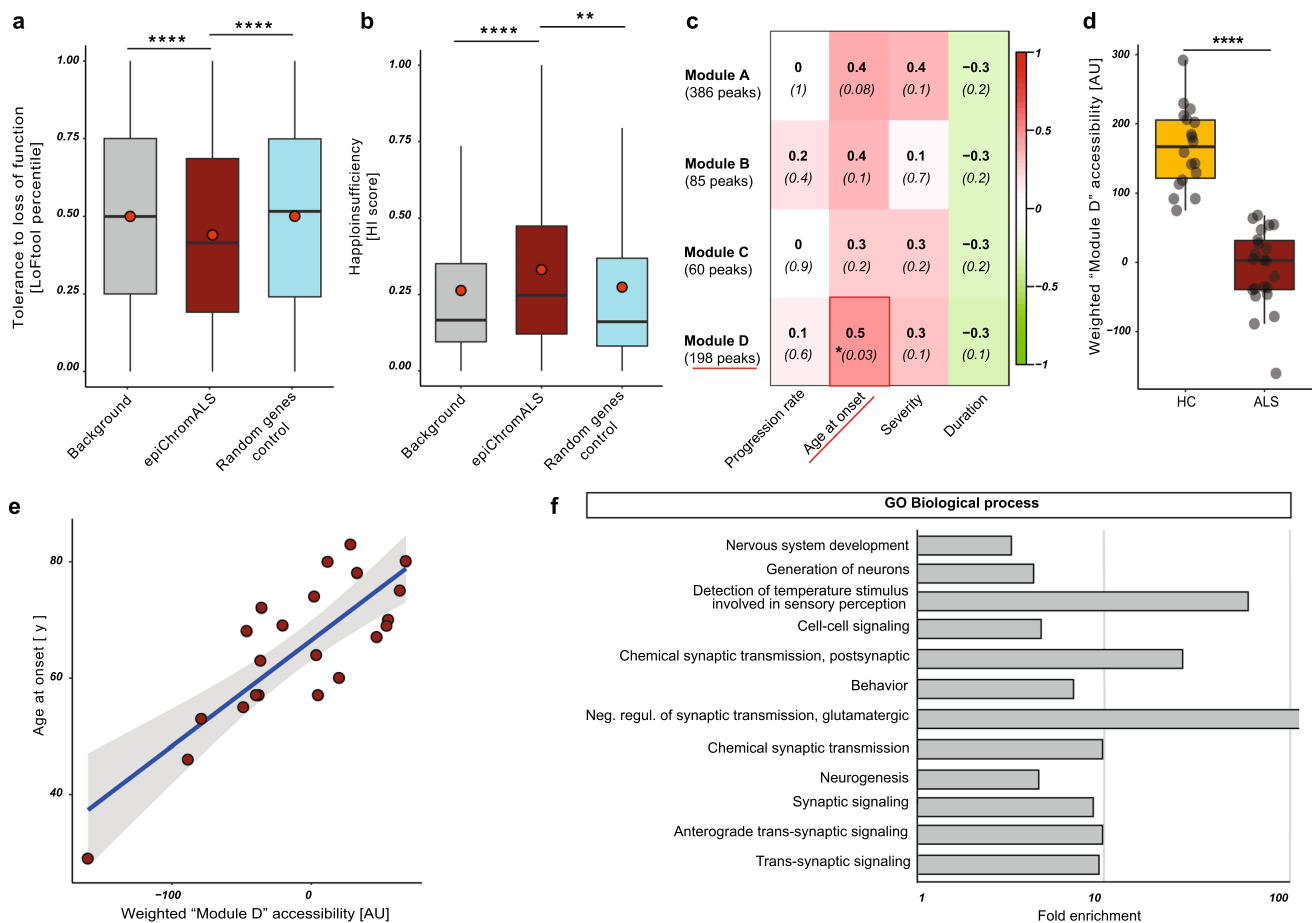 a
**** ****
Tolerance to loss of function
[LoFtool percentile]
1.00
0.75
0.50
0.25
0.00
Background
epiChromALS
Random genes
control
b
**** **
Happloinsufficiency
[HI score]
1.00
0.75
0.50
0.25
0.00
Background
epiChromALS
Random genes
control
c
Module A 0 0.4 0.4 −0.3
(386 peaks) (1) (0.08) (0.1) (0.2)
Module B 0.2 0.4 0.1 −0.3
(85 peaks) (0.4) (0.1) (0.7) (0.2)
Module C 0 0.3 0.3 −0.3
(60 peaks) (0.9) (0.2) (0.2) (0.2)
Module D 0.1 0.5 0.3 −0.3
(198 peaks) (0.6) *(0.03) (0.1) (0.1)
Progression rate
Age at onset
Severity
Duration
1
0.5
0
−0.5
−1
d
****
Weighted “Module D” accessibility [AU]
300
200
100
0
−100
HC ALS
e
Age at onset [ y ]
80
60
40
−100 0
Weighted “Module D” accessibility [AU]
f
GO Biological process
Nervous system development
Generation of neurons
Detection of temperature stimulus
involved in sensory perception
Cell-cell signaling
Chemical synaptic transmission, postsynaptic
Behavior
Neg. regul. of synaptic transmission, glutamatergic
Chemical synaptic transmission
Neurogenesis
Synaptic signaling
Anterograde trans-synaptic signaling
Trans-synaptic signaling
1 10 100
Fold enrichment